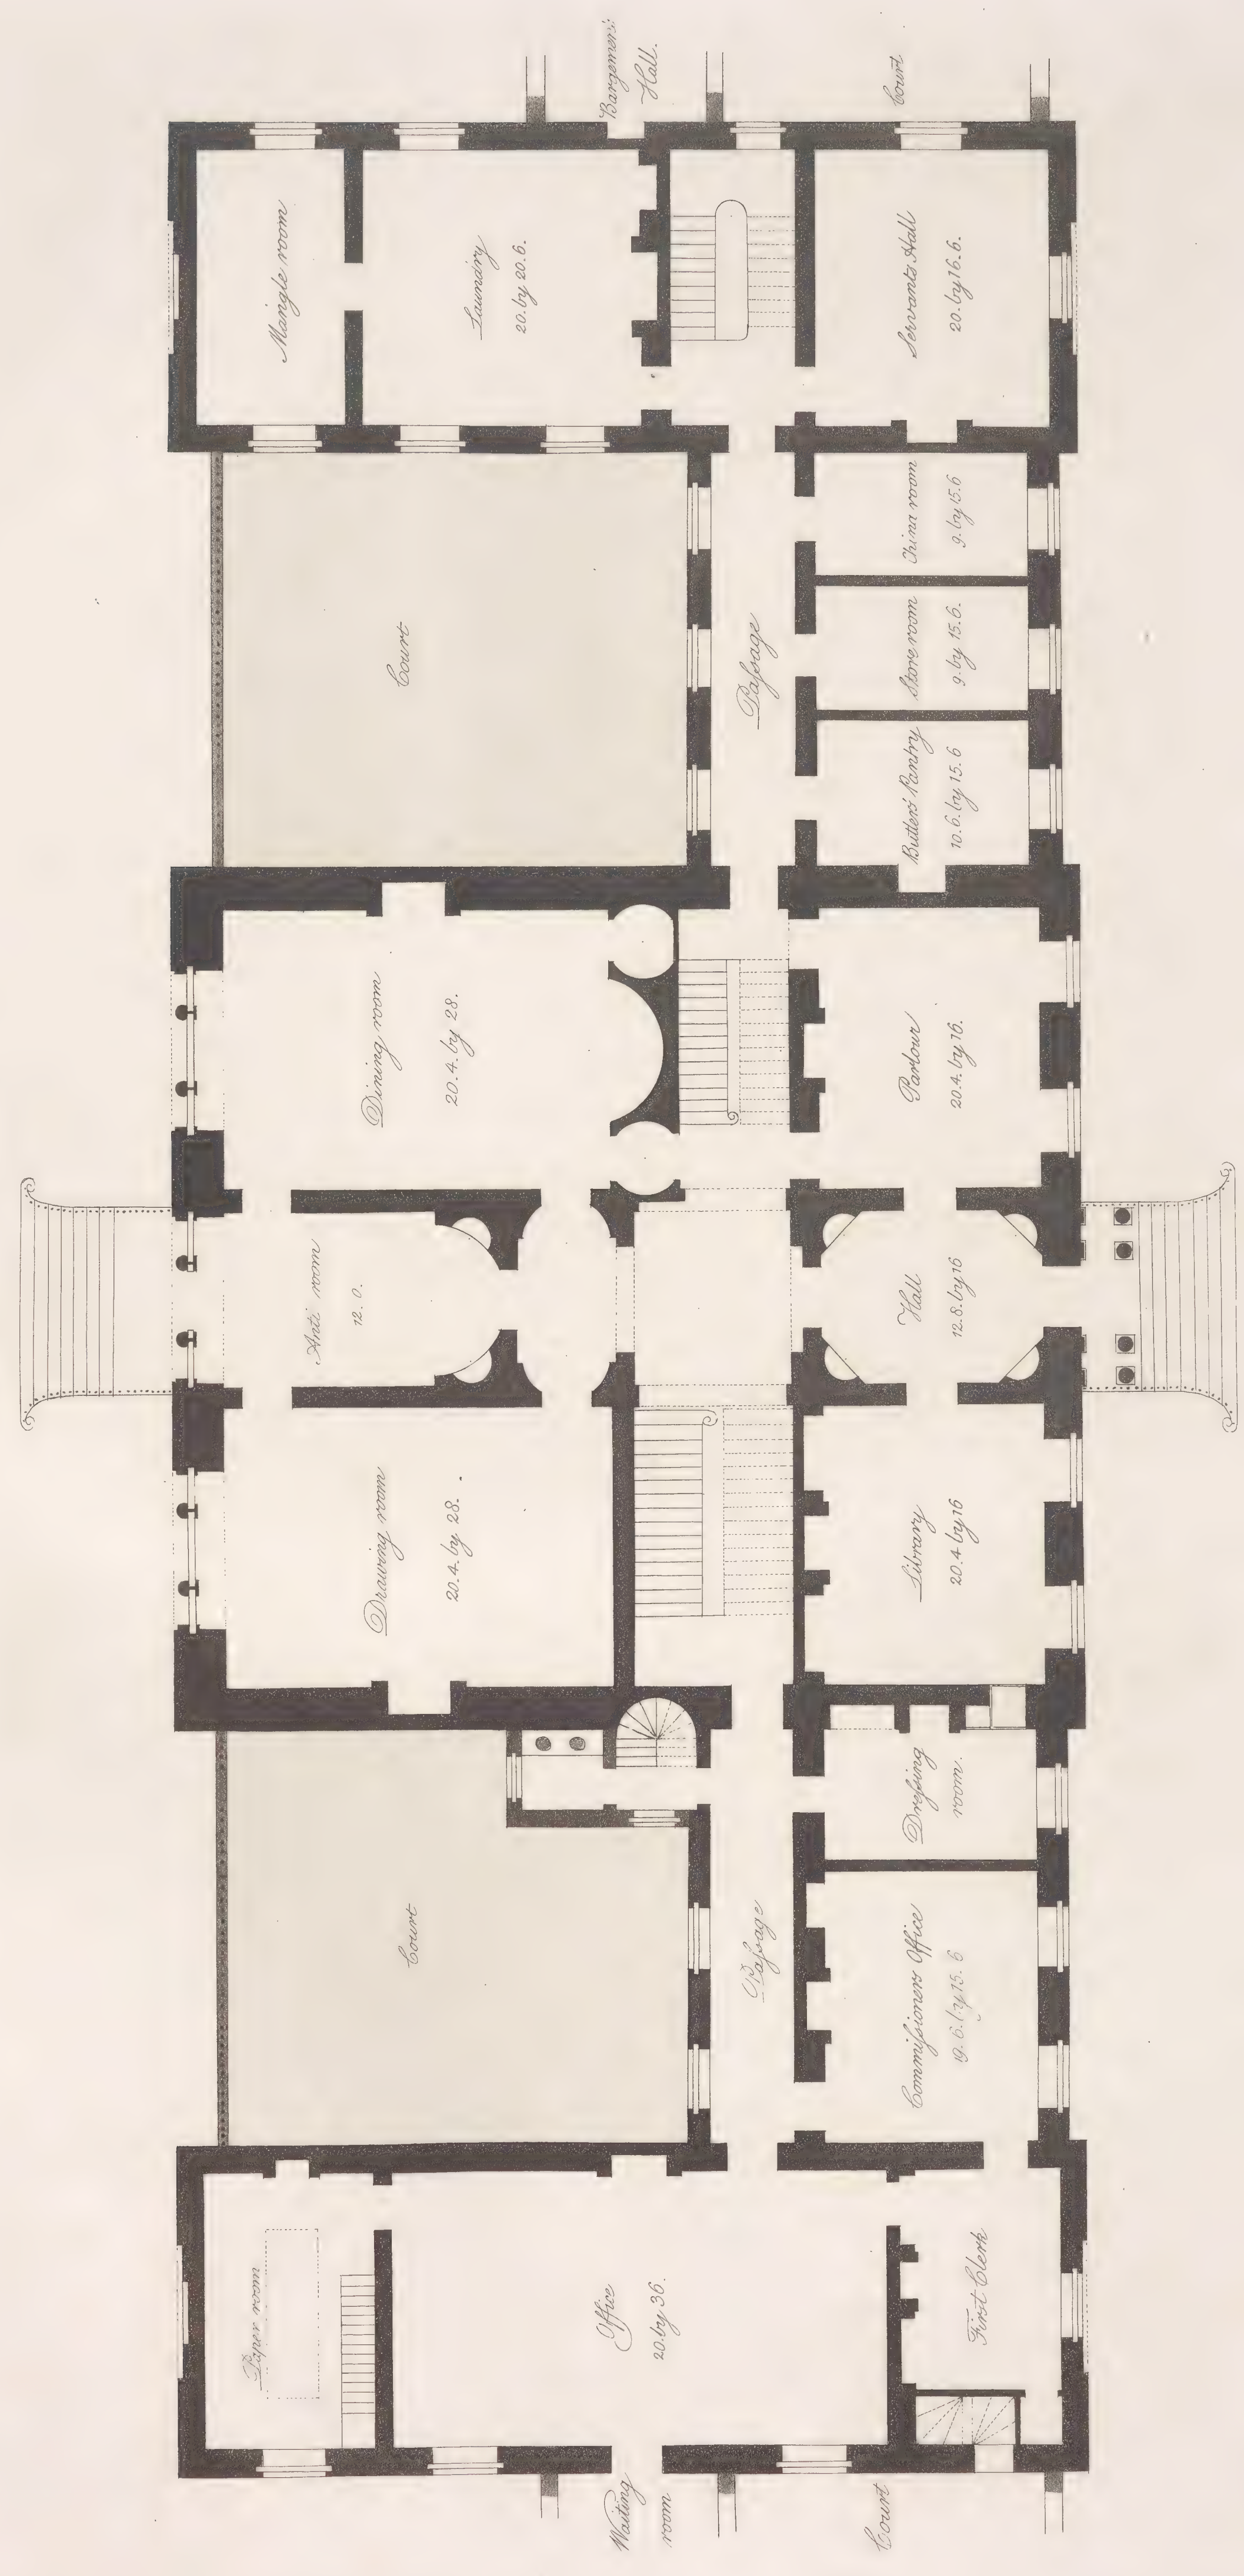 Bargemens
Hall.
Court
Mangle room
Laundry
20. by 20.6.
Servants Hall
20. by 16.6.
Court
Paſsage
China room
9. by 15.6
Store room
9. by 15.6.
Butlers Pantry
10.6. by 15.6
Dining room
20.4. by 28.
Parlour
20.4. by 16.
Anti room
12.0.
Hall
12.8. by 16
Drawing room
20.4. by 28.
Library
20.4 by 16
Dreſsing
room.
Court
Paſsage
Commiſsioners Office
19.6. by 15.6
Paper room
Office
20. by 36.
First Clerk
Waiting
room
Court